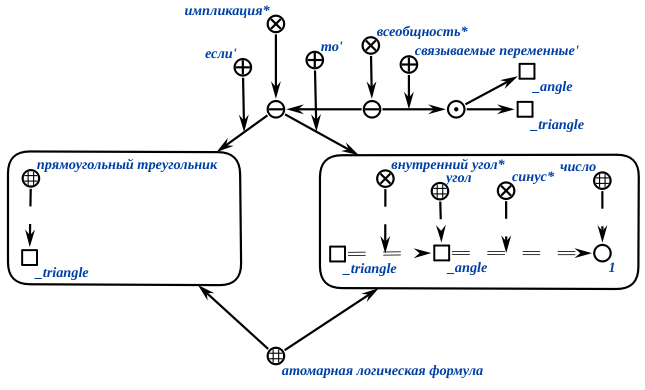 импликация*
всеобщность*
если'
то'
связываемые переменные'
_angle
_triangle
прямоугольный треугольник
внутренний угол*
угол
синус*
число
_triangle
_triangle
_angle
1
атомарная логическая формула